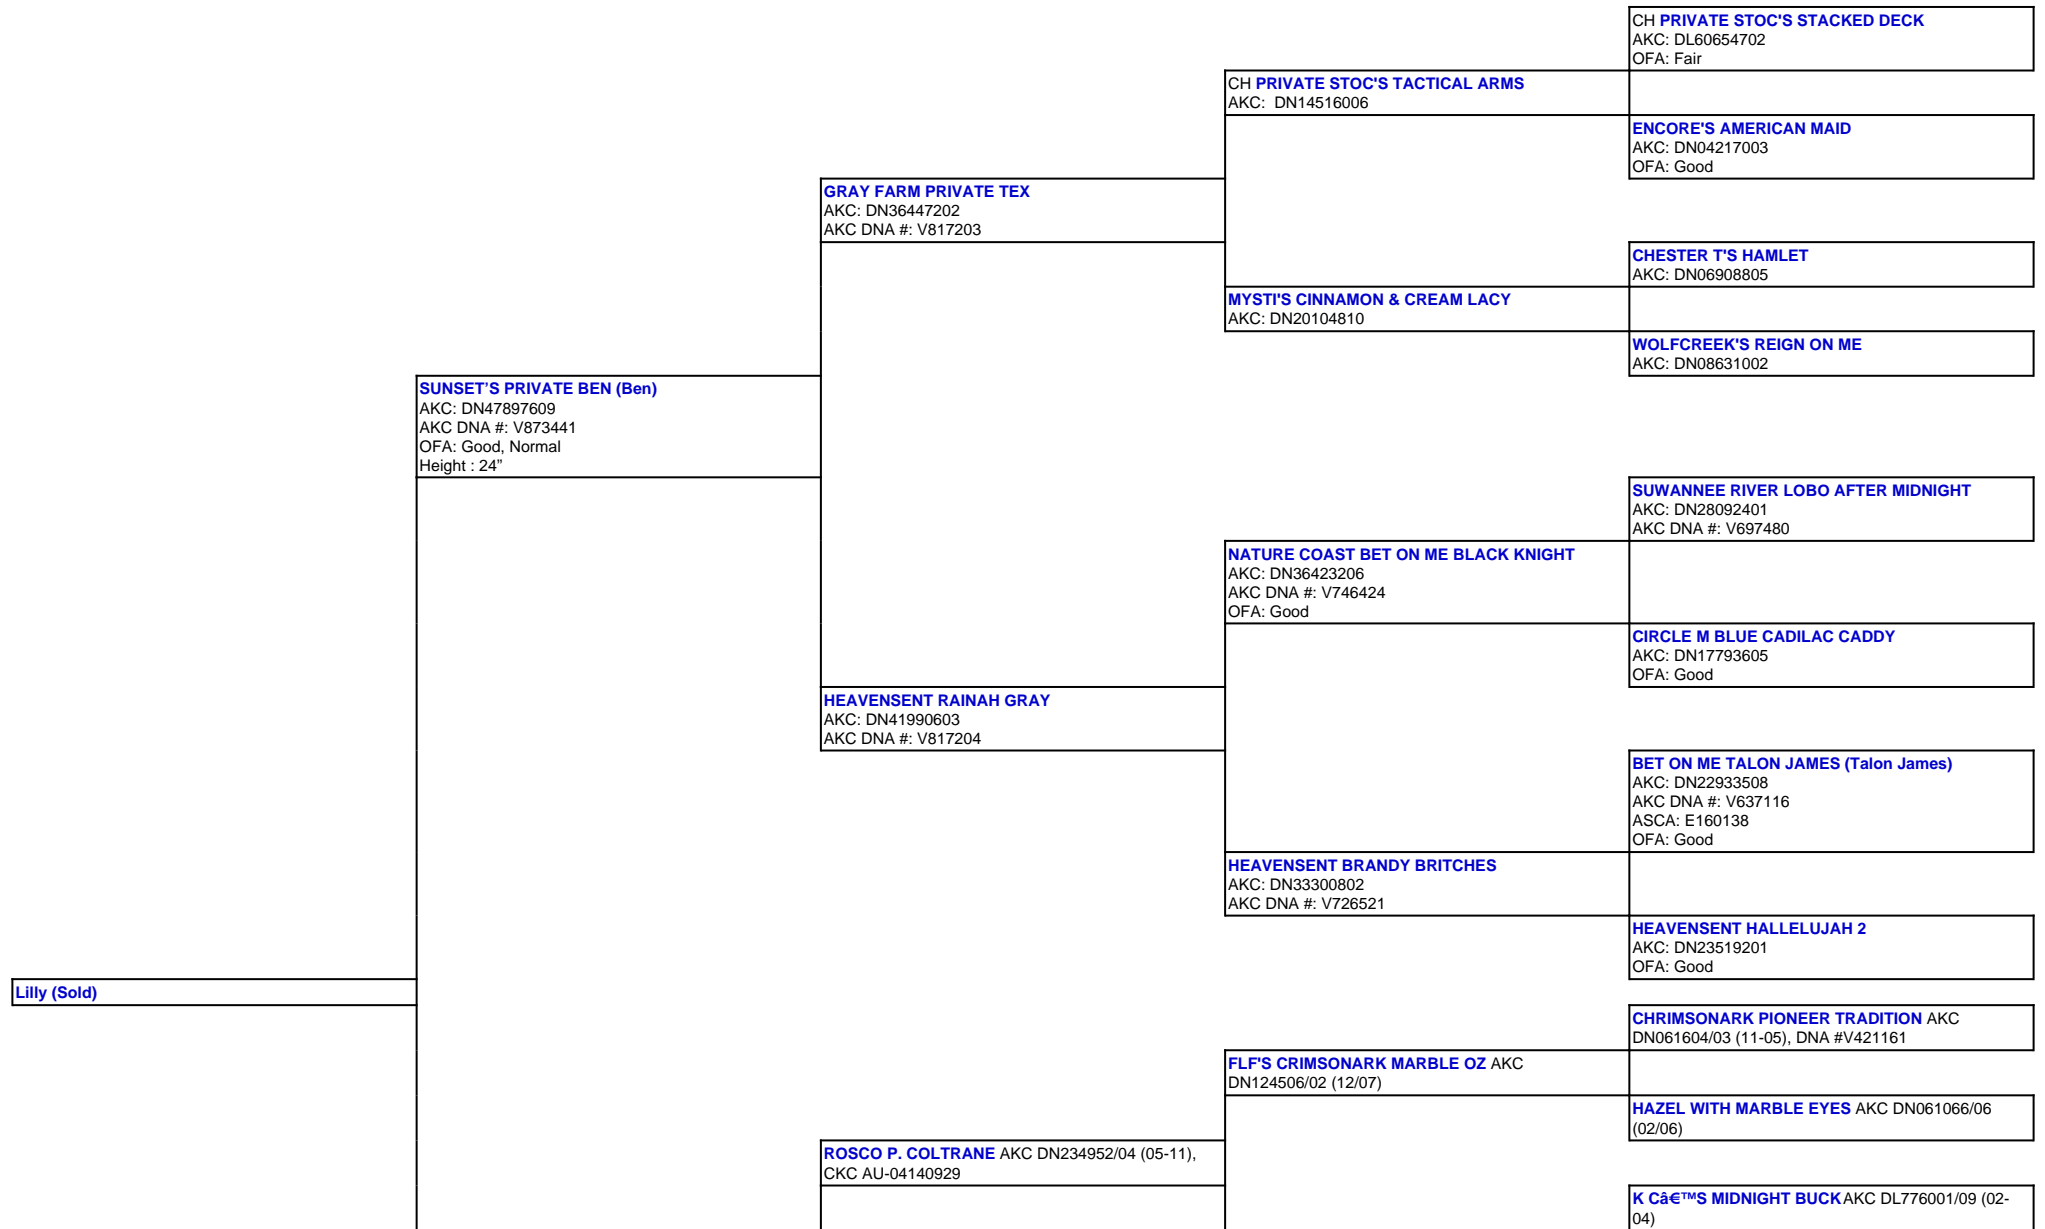 CH PRIVATE STOC'S STACKED DECK
AKC: DL60654702
OFA: Fair
CH PRIVATE STOC'S TACTICAL ARMS
AKC:  DN14516006
ENCORE'S AMERICAN MAID
AKC: DN04217003
OFA: Good
GRAY FARM PRIVATE TEX
AKC: DN36447202
AKC DNA #: V817203
CHESTER T'S HAMLET
AKC: DN06908805
MYSTI'S CINNAMON & CREAM LACY
AKC: DN20104810
WOLFCREEK'S REIGN ON ME
AKC: DN08631002
SUNSET’S PRIVATE BEN (Ben)
AKC: DN47897609
AKC DNA #: V873441
OFA: Good, Normal
Height : 24”
SUWANNEE RIVER LOBO AFTER MIDNIGHT
AKC: DN28092401
AKC DNA #: V697480
NATURE COAST BET ON ME BLACK KNIGHT
AKC: DN36423206
AKC DNA #: V746424
OFA: Good
CIRCLE M BLUE CADILAC CADDY
AKC: DN17793605
OFA: Good
HEAVENSENT RAINAH GRAY
AKC: DN41990603
AKC DNA #: V817204
BET ON ME TALON JAMES (Talon James)
AKC: DN22933508
AKC DNA #: V637116
ASCA: E160138
OFA: Good
HEAVENSENT BRANDY BRITCHES
AKC: DN33300802
AKC DNA #: V726521
HEAVENSENT HALLELUJAH 2
AKC: DN23519201
OFA: Good
Lilly (Sold)
CHRIMSONARK PIONEER TRADITION AKC
DN061604/03 (11-05), DNA #V421161
FLF'S CRIMSONARK MARBLE OZ AKC
DN124506/02 (12/07)
HAZEL WITH MARBLE EYES AKC DN061066/06
(02/06)
ROSCO P. COLTRANE AKC DN234952/04 (05-11),
CKC AU-04140929
K Câ€™S MIDNIGHT BUCKAKC DL776001/09 (02-
04)